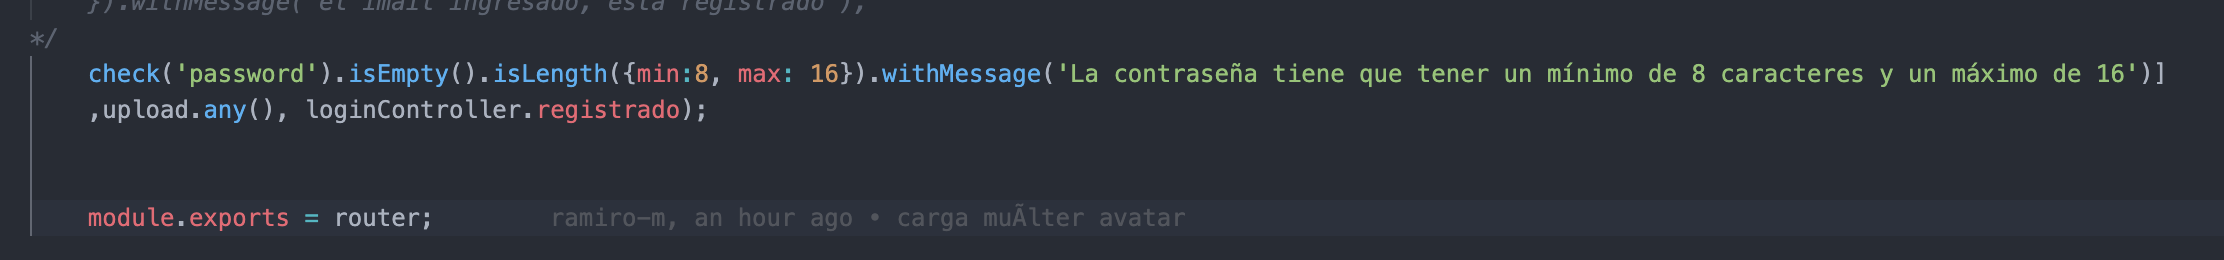 }).withMessage('el imail ingresado, esta registrado'),
*/
check('password').isEmpty().isLength({min:8, max: 16}).withMessage('La contraseña tiene que tener un mínimo de 8 caracteres y un máximo de 16')]
,upload.any(), loginController.registrado);
module.exports = router; ramiro-m, an hour ago • carga muÃlter avatar